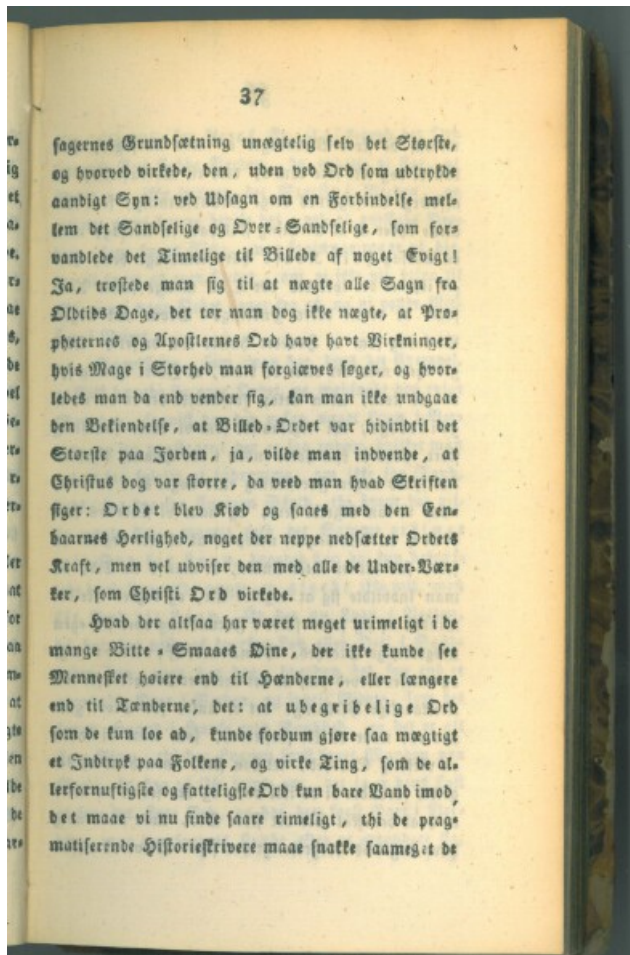 37
sagernes Grundsætning unægtelig selv det Største,
og hvorved virkede, den, uden ved Ord som udtrykde
aandigt Syn: ved Udsagn om en Forbindelse mel-
lem det Sandselige og Over-Sandselige, som for-
vandlede det Timelige til Billede af noget Evigt!
Ja, trøstede man sig til at nægte alle Sagn fra
Oldtids Dage, det tør man dog ikke nægte, at Pro-
pheternes og Apostlernes Ord have havt Virkninger,
hvis Mage i Storhed man forgiæves søger, og hvor-
ledes man da end vender sig, kan man ikke undgaae
den Bekiendelse, at Billed-Ordet var hidindtil det
Største paa Jorden, ja, vilde man indvende, at
Christus dog var større, da veed man hvad Skriften
siger: Ordet blev Kiød og saaes med den Een-
baarnes Herlighed, noget der neppe nedsætter Ordets
Kraft, men vel udviser den med alle de Under-Vær-
ker, som Christi Ord virkede.
Hvad der altsaa har været meget urimeligt i de
mange Bitte-Smaaes Øine, der ikke kunde see
Mennesket høiere end til Hænderne, eller længere
end til Tænderne, det: at ubegribelige Ord
som de kun loe ad, kunde fordum gjøre saa mægtigt
et Indtryk paa Folkene, og virke Ting, som de al-
lerfornuftigste og fatteligste Ord kun bare Vand imod,
det maae vi nu finde saare rimeligt, thi de prag-
matiserende Historieskrivere maae snakke saameget de